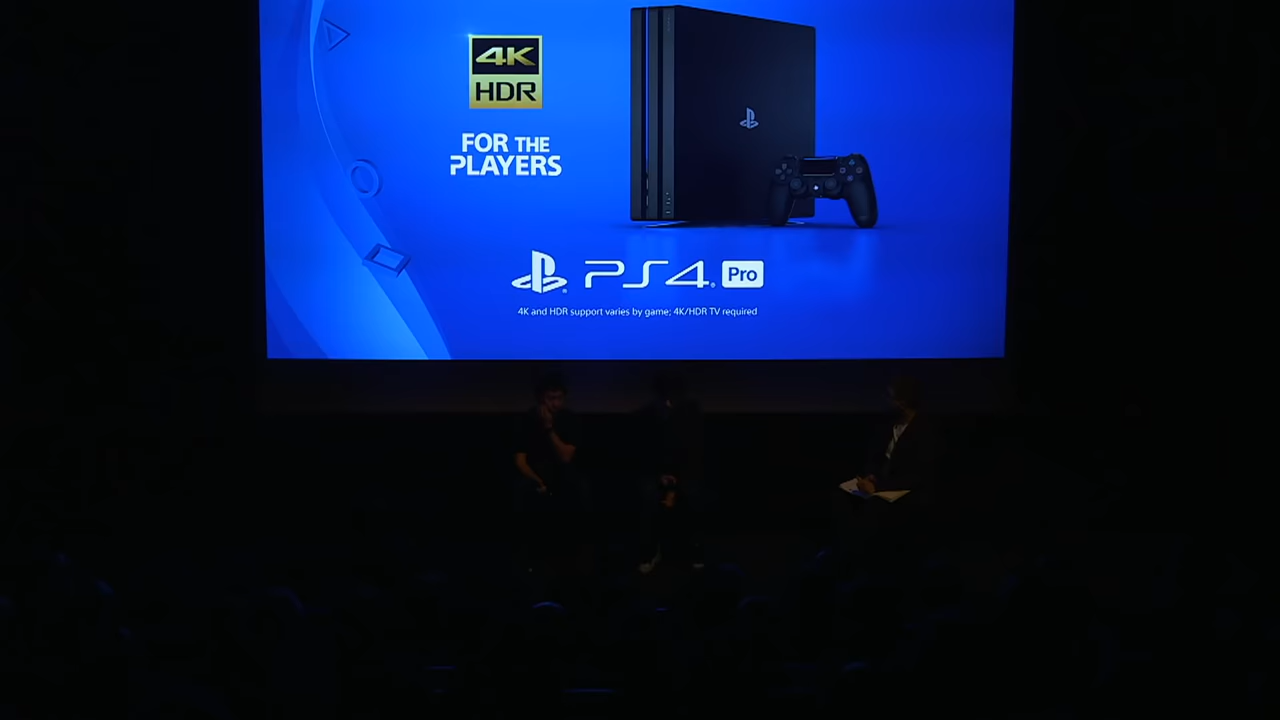 4K
HDR
FOR THE
PLAYERS
PS4 Pro
4K and HDR support varies by game; 4K/HDR TV required